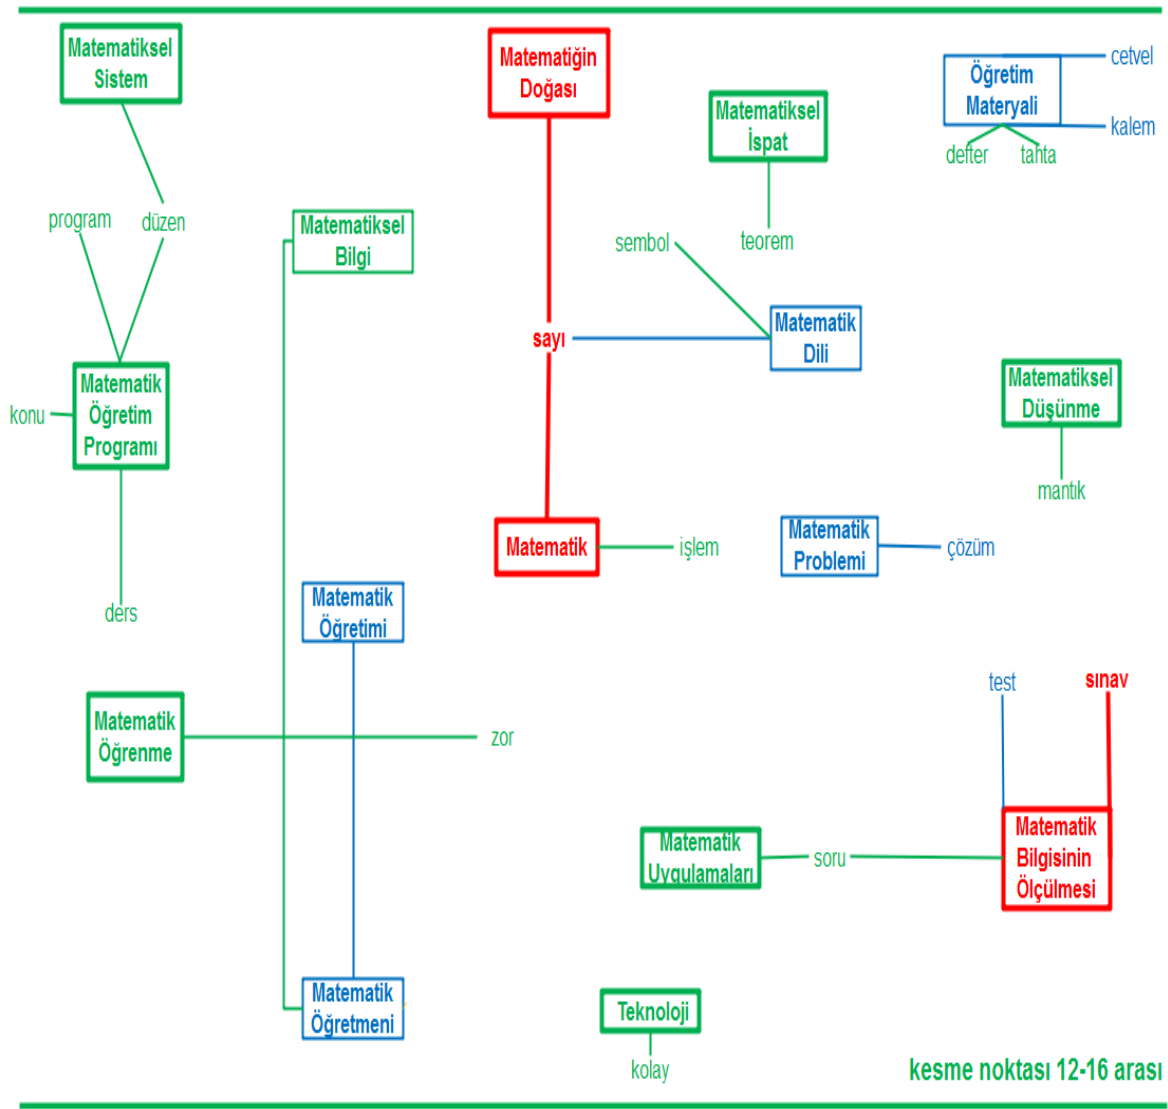 Matematiksel
Sistem
Matematiğin
Doğası
Öğretim
Materyali
cetvel
kalem
defter
tahta
Matematiksel
İspat
teorem
program
düzen
Matematiksel
Bilgi
sembol
sayı
Matematik
Dili
Matematik
Öğretim
Programı
konu
ders
Matematiksel
Düşünme
mantık
Matematik
işlem
Matematik
Problemi
çözüm
Matematik
Öğretimi
Matematik
Öğrenme
zor
test
sınav
Matematik
Uygulamaları
soru
Matematik
Bilgisinin
Ölçülmesi
Matematik
Öğretmeni
Teknoloji
kolay
kesme noktası 12-16 arası